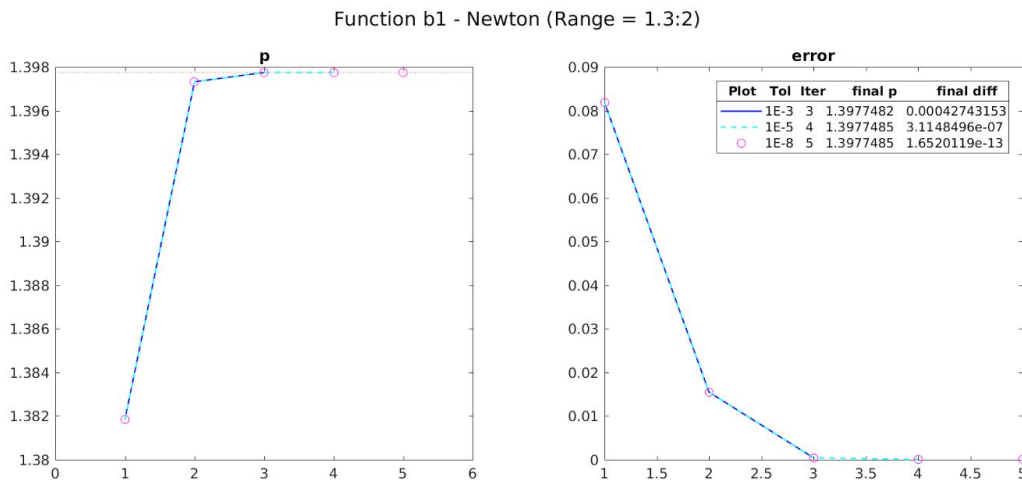 Function b1 - Newton (Range = 1.3:2)
p
1.398
1.396
1.394
1.392
1.39
1.388
1.386
1.384
1.382
1.38
0 1 2 3 4 5 6
error
0.09
0.08
0.07
0.06
0.05
0.04
0.03
0.02
0.01
0
1 1.5 2 2.5 3 3.5 4 4.5 5
Plot Tol Iter final p final diff
1E-3 3 1.3977482 0.00042743153
1E-5 4 1.3977485 3.1148496e-07
1E-8 5 1.3977485 1.6520119e-13